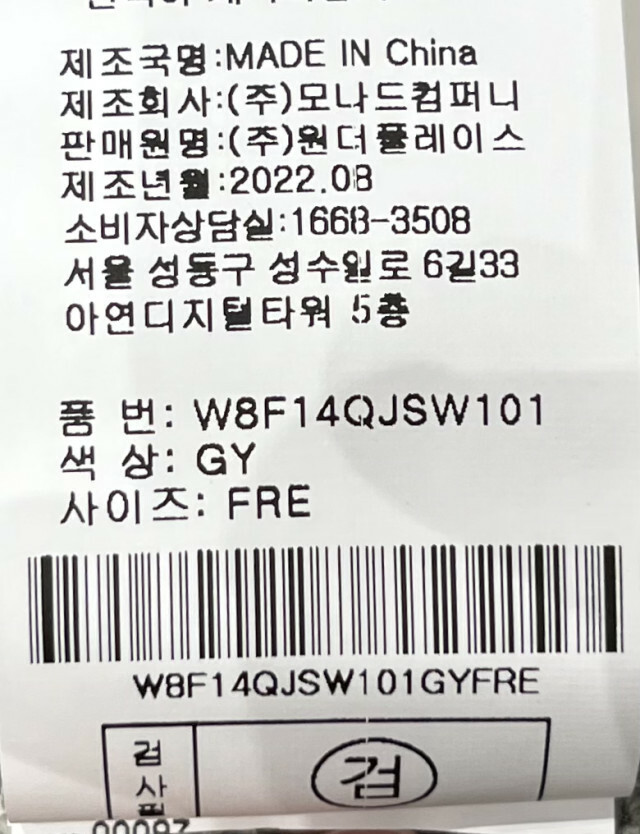 제조국명:MADE IN China
제조회사:(주)모나드컴퍼니
판매원명:(주)원더플레이스
제조년월:2022.08
소비자상담실:1668-3508
서울 성동구 성수일로 6길33
아연디지털타워 5층
품 번: W8F14QJSW101
색 상: GY
사이즈: FRE
W8F14QJSW101GYFRE
검사필
검